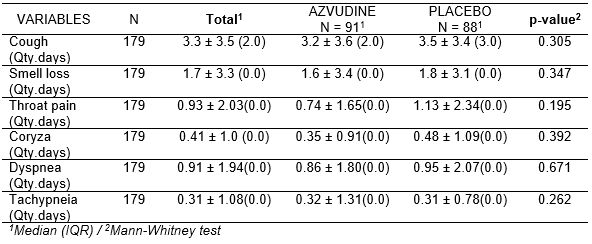 VARIABLES N Total1 AZVUDINE N = 911 PLACEBO N = 881 p-value2
Cough (Qty.days) 179 3.3 ± 3.5 (2.0) 3.2 ± 3.6 (2.0) 3.5 ± 3.4 (3.0) 0.305
Smell loss (Qty.days) 179 1.7 ± 3.3 (0.0) 1.6 ± 3.4 (0.0) 1.8 ± 3.1 (0.0) 0.347
Throat pain (Qty.days) 179 0.93 ± 2.03(0.0) 0.74 ± 1.65(0.0) 1.13 ± 2.34(0.0) 0.195
Coryza (Qty.days) 179 0.41 ± 1.0 (0.0) 0.35 ± 0.91(0.0) 0.48 ± 1.09(0.0) 0.392
Dyspnea (Qty.days) 179 0.91 ± 1.94(0.0) 0.86 ± 1.80(0.0) 0.95 ± 2.07(0.0) 0.671
Tachypneia (Qty.days) 179 0.31 ± 1.08(0.0) 0.32 ± 1.31(0.0) 0.31 ± 0.78(0.0) 0.262
1Median (IQR) / 2Mann-Whitney test